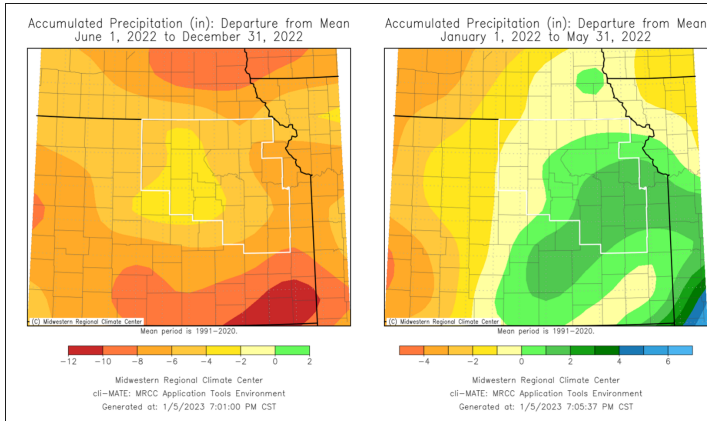 Accumulated Precipitation (in): Departure from Mean
June 1, 2022 to December 31, 2022
(C) Midwestern Regional Climate Center
Mean period is 1991-2020.
-12 -10 -8 -6 -4 -2 0 2
Midwestern Regional Climate Center
cli-MATE: MRCC Application Tools Environment
Generated at: 1/5/2023 7:01:00 PM CST
Accumulated Precipitation (in): Departure from Mean
January 1, 2022 to May 31, 2022
(C) Midwestern Regional Climate Center
Mean period is 1991-2020.
-4 -2 0 2 4 6
Midwestern Regional Climate Center
cli-MATE: MRCC Application Tools Environment
Generated at: 1/5/2023 7:05:37 PM CST